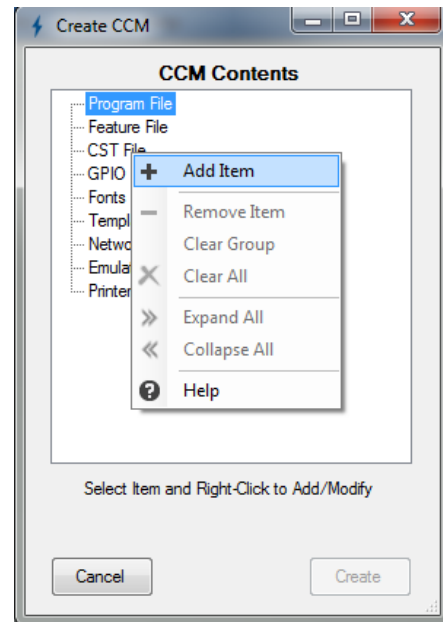 Create CCM
CCM Contents
Program File
Feature File
CST File
GPIO
Fonts
Templ
Netwo
Emula
Printer
Add Item
Remove Item
Clear Group
Clear All
Expand All
Collapse All
Help
Select Item and Right-Click to Add/Modify
Cancel
Create